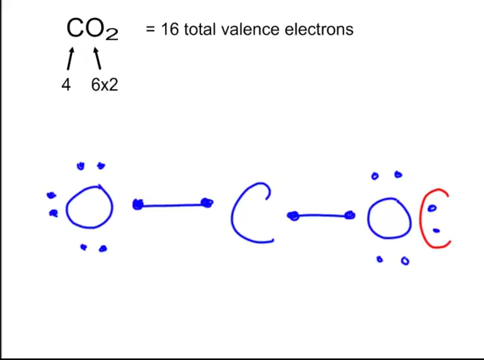 CO₂ = 16 total valence electrons
4 6x2
O C O